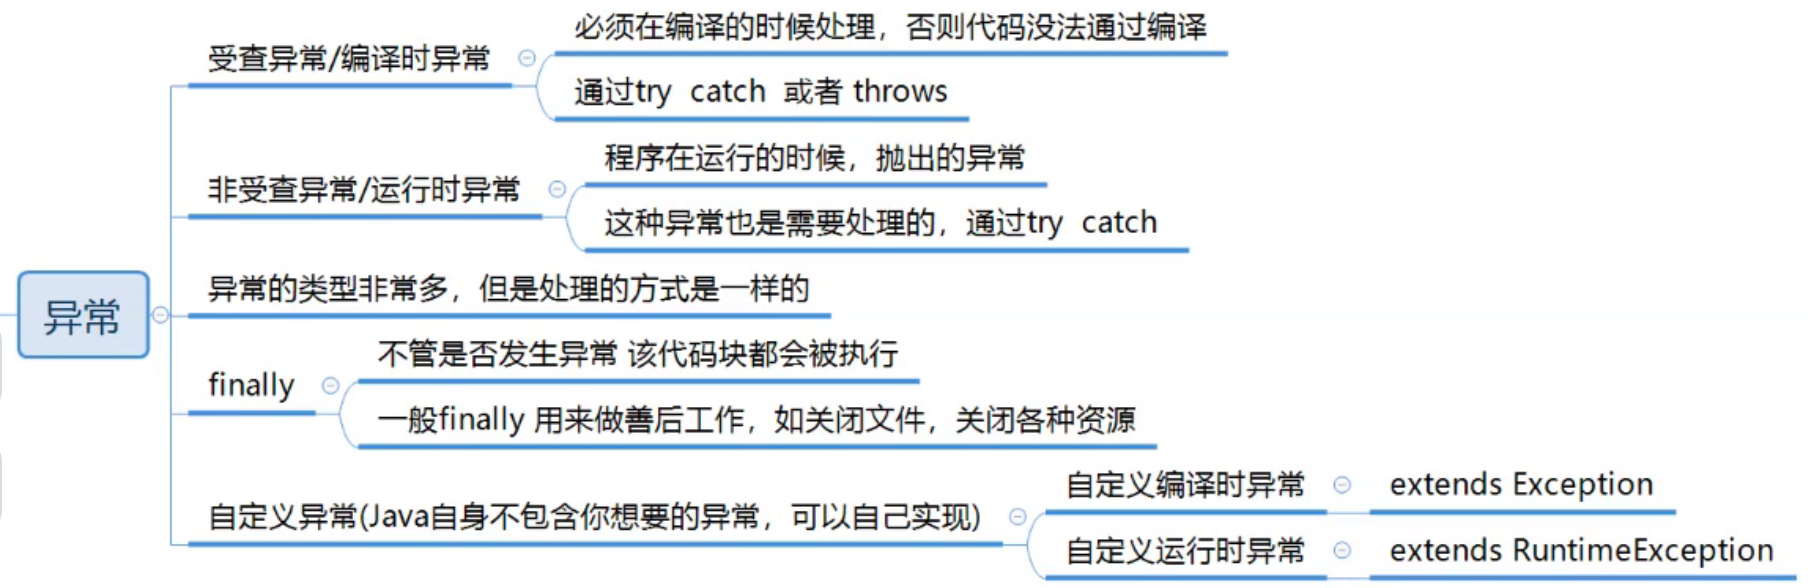 受查异常/编译时异常
必须在编译的时候处理，否则代码没法通过编译
通过try catch 或者 throws
非受查异常/运行时异常
程序在运行的时候，抛出的异常
这种异常也是需要处理的，通过try catch
异常
异常的类型非常多，但是处理的方式是一样的
finally
不管是否发生异常 该代码块都会被执行
一般finally 用来做善后工作，如关闭文件，关闭各种资源
自定义异常(Java自身不包含你想要的异常，可以自己实现)
自定义编译时异常
extends Exception
自定义运行时异常
extends RuntimeException